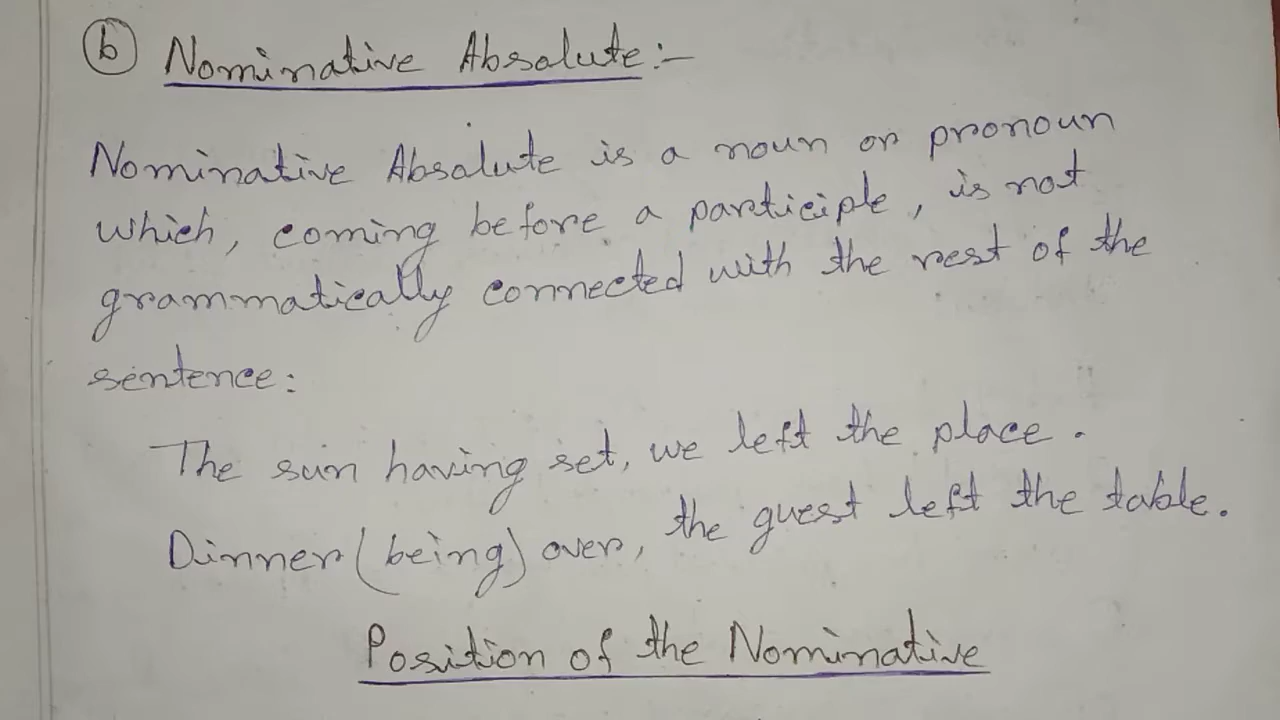 b Nominative Absolute:-
Nominative Absolute is a noun or pronoun
which, coming before a participle, is not
grammatically connected with the rest of the
sentence:
The sun having set, we left the place.
Dinner (being) over, the guest left the table.
Position of the Nominative